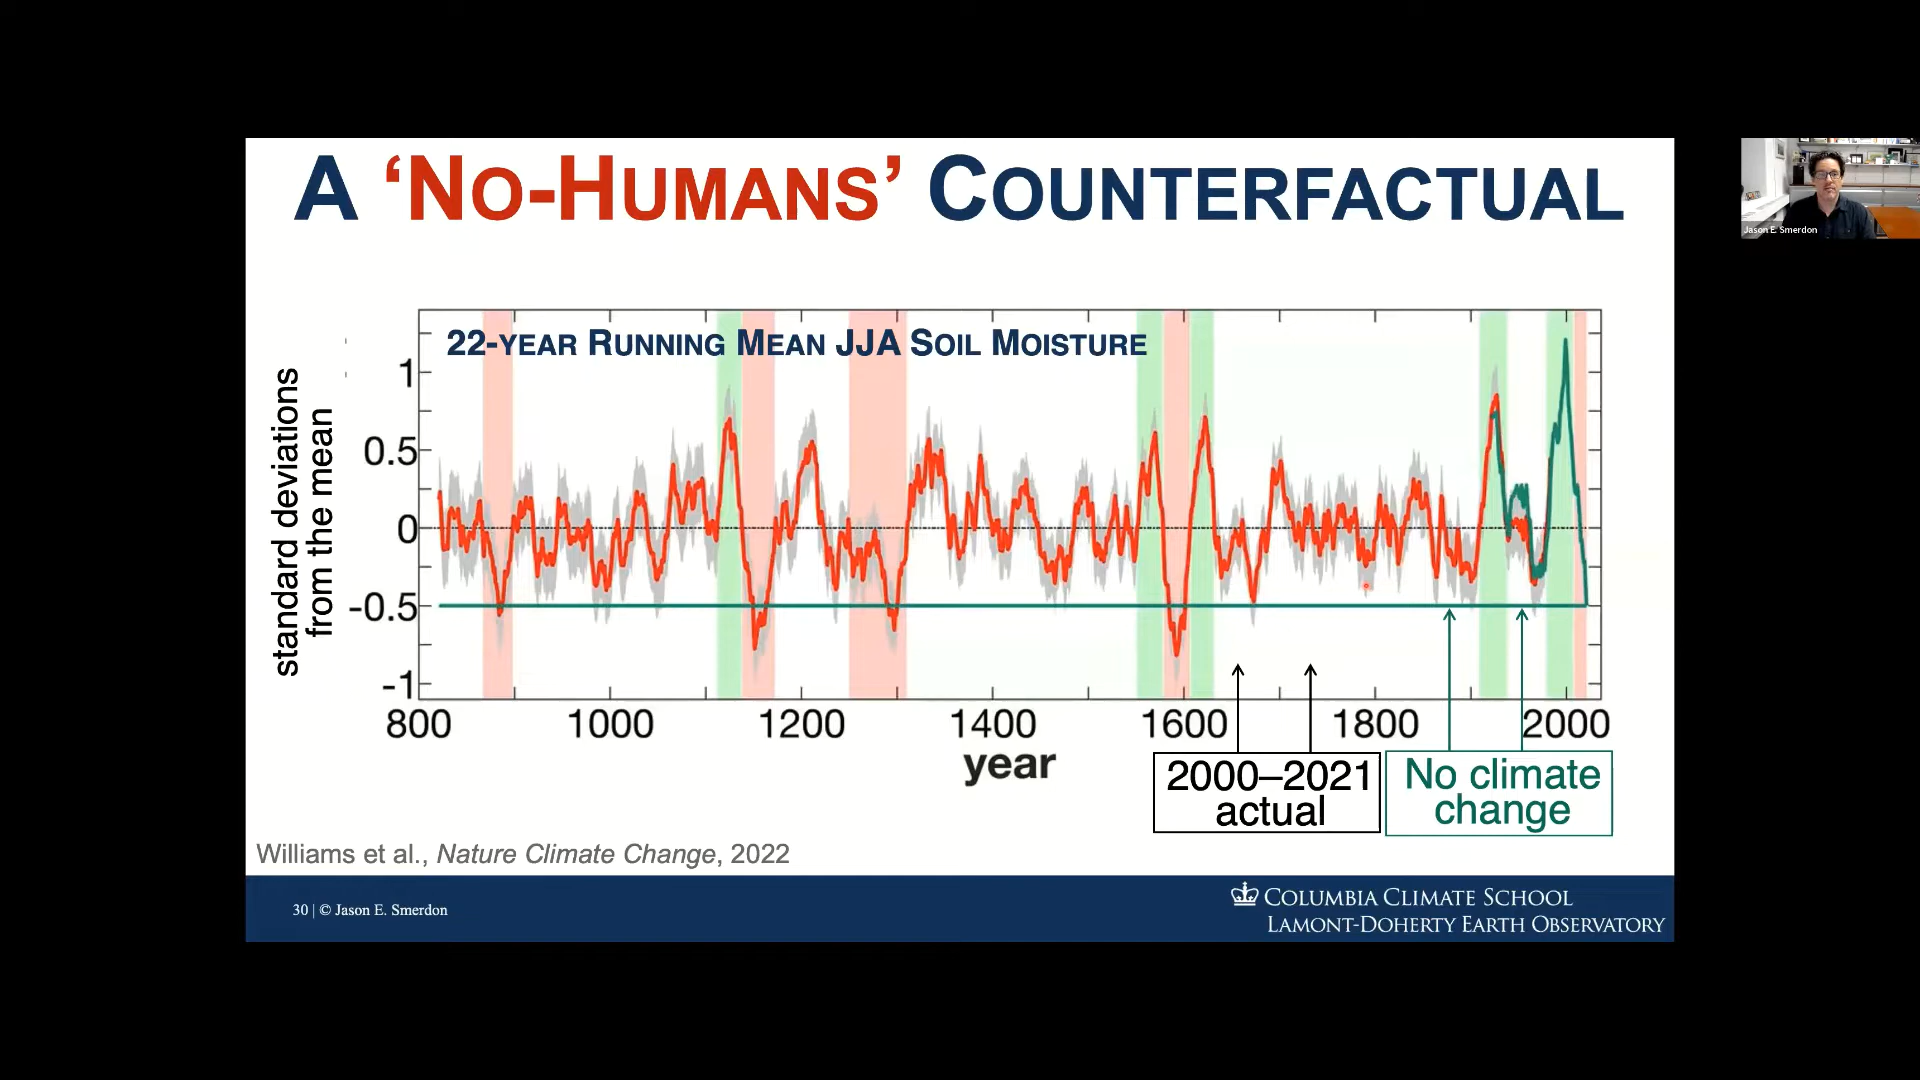 A ‘No-Humans’ Counterfactual
Jason E. Smerdon
22-year Running Mean JJA Soil Moisture
standard deviations
from the mean
1
0.5
0
-0.5
-1
800 1000 1200 1400 1600 1800 2000
year
2000–2021
actual
No climate
change
Williams et al., Nature Climate Change, 2022
30 | © Jason E. Smerdon
Columbia Climate School
Lamont-Doherty Earth Observatory